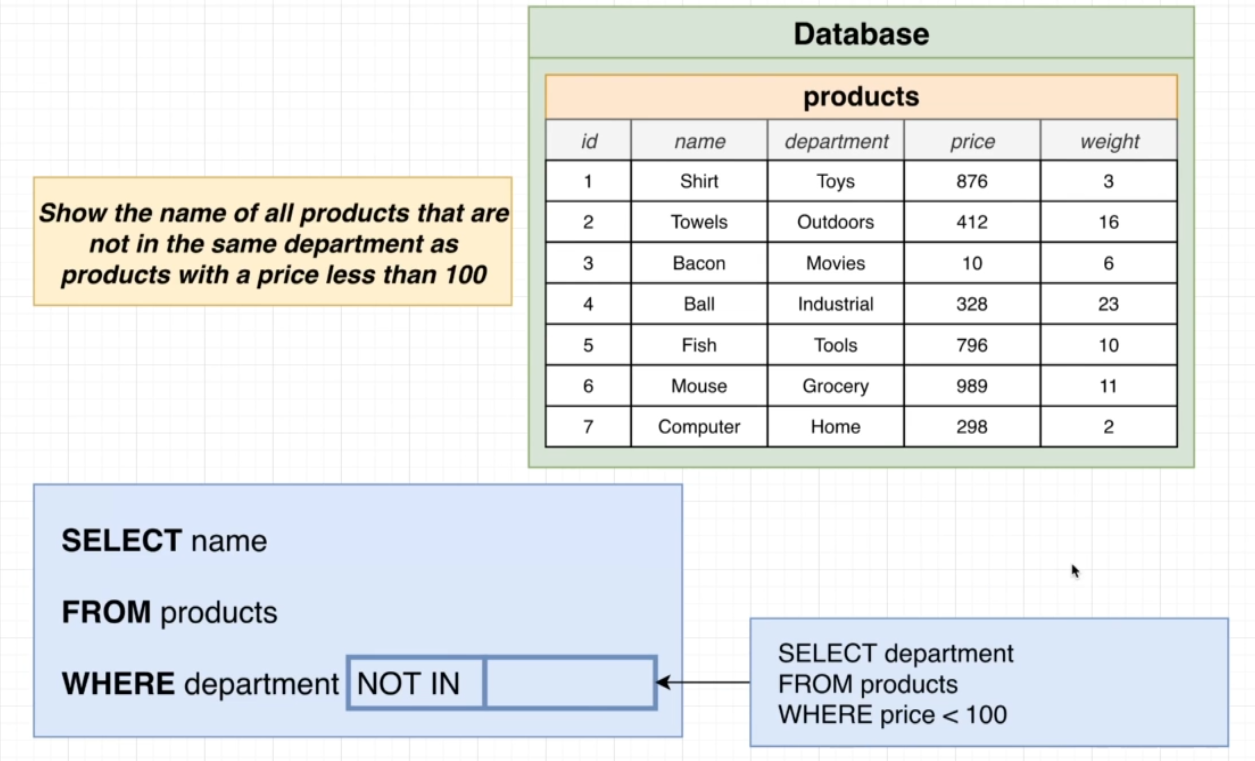 Database
products
id name department price weight
1 Shirt Toys 876 3
2 Towels Outdoors 412 16
3 Bacon Movies 10 6
4 Ball Industrial 328 23
5 Fish Tools 796 10
6 Mouse Grocery 989 11
7 Computer Home 298 2
Show the name of all products that are
not in the same department as
products with a price less than 100
SELECT name
FROM products
WHERE department NOT IN
SELECT department
FROM products
WHERE price < 100